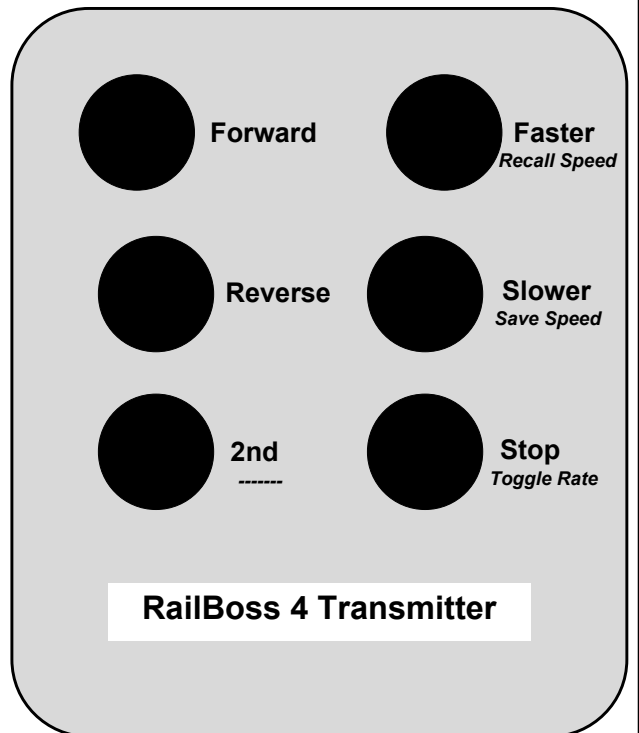 Forward
Faster
Recall Speed
Reverse
Slower
Save Speed
2nd
-------
Stop
Toggle Rate
RailBoss 4 Transmitter